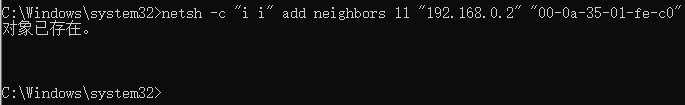 C:\Windows\system32>netsh -c "i i" add neighbors 11 "192.168.0.2" "00-0a-35-01-fe-c0"
对象已存在。
C:\Windows\system32>